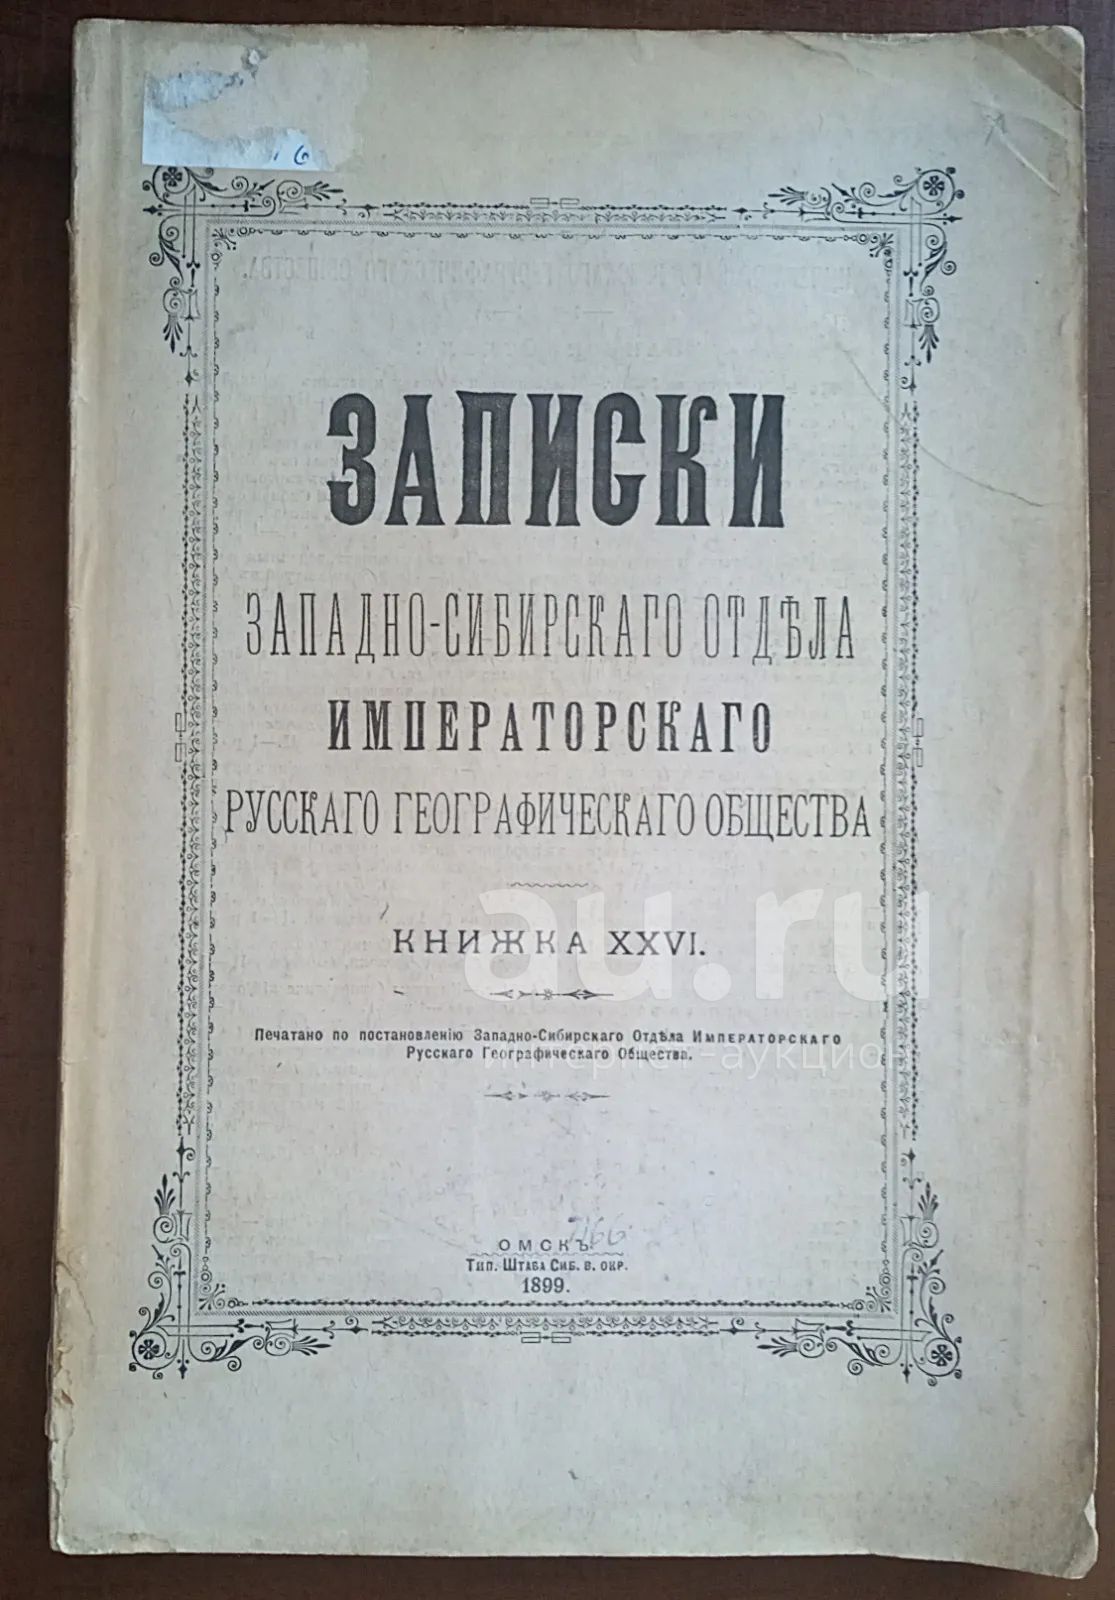 6
ЗАПИСКИ
ЗАПАДНО-СИБИРСКАГО ОТДѢЛА
ИМПЕРАТОРСКАГО
РУССКАГО ГЕОГРАФИЧЕСКАГО ОБЩЕСТВА
КНИЖКА XXVI.
Печатано по постановленію Западно-Сибирскаго Отдѣла ИМПЕРАТОРСКАГО
Русскаго Географическаго Общества.
ОМСКЪ.
Тип. Штаба Сиб. в. окр.
1899.
au.ru
интернет-аукцион